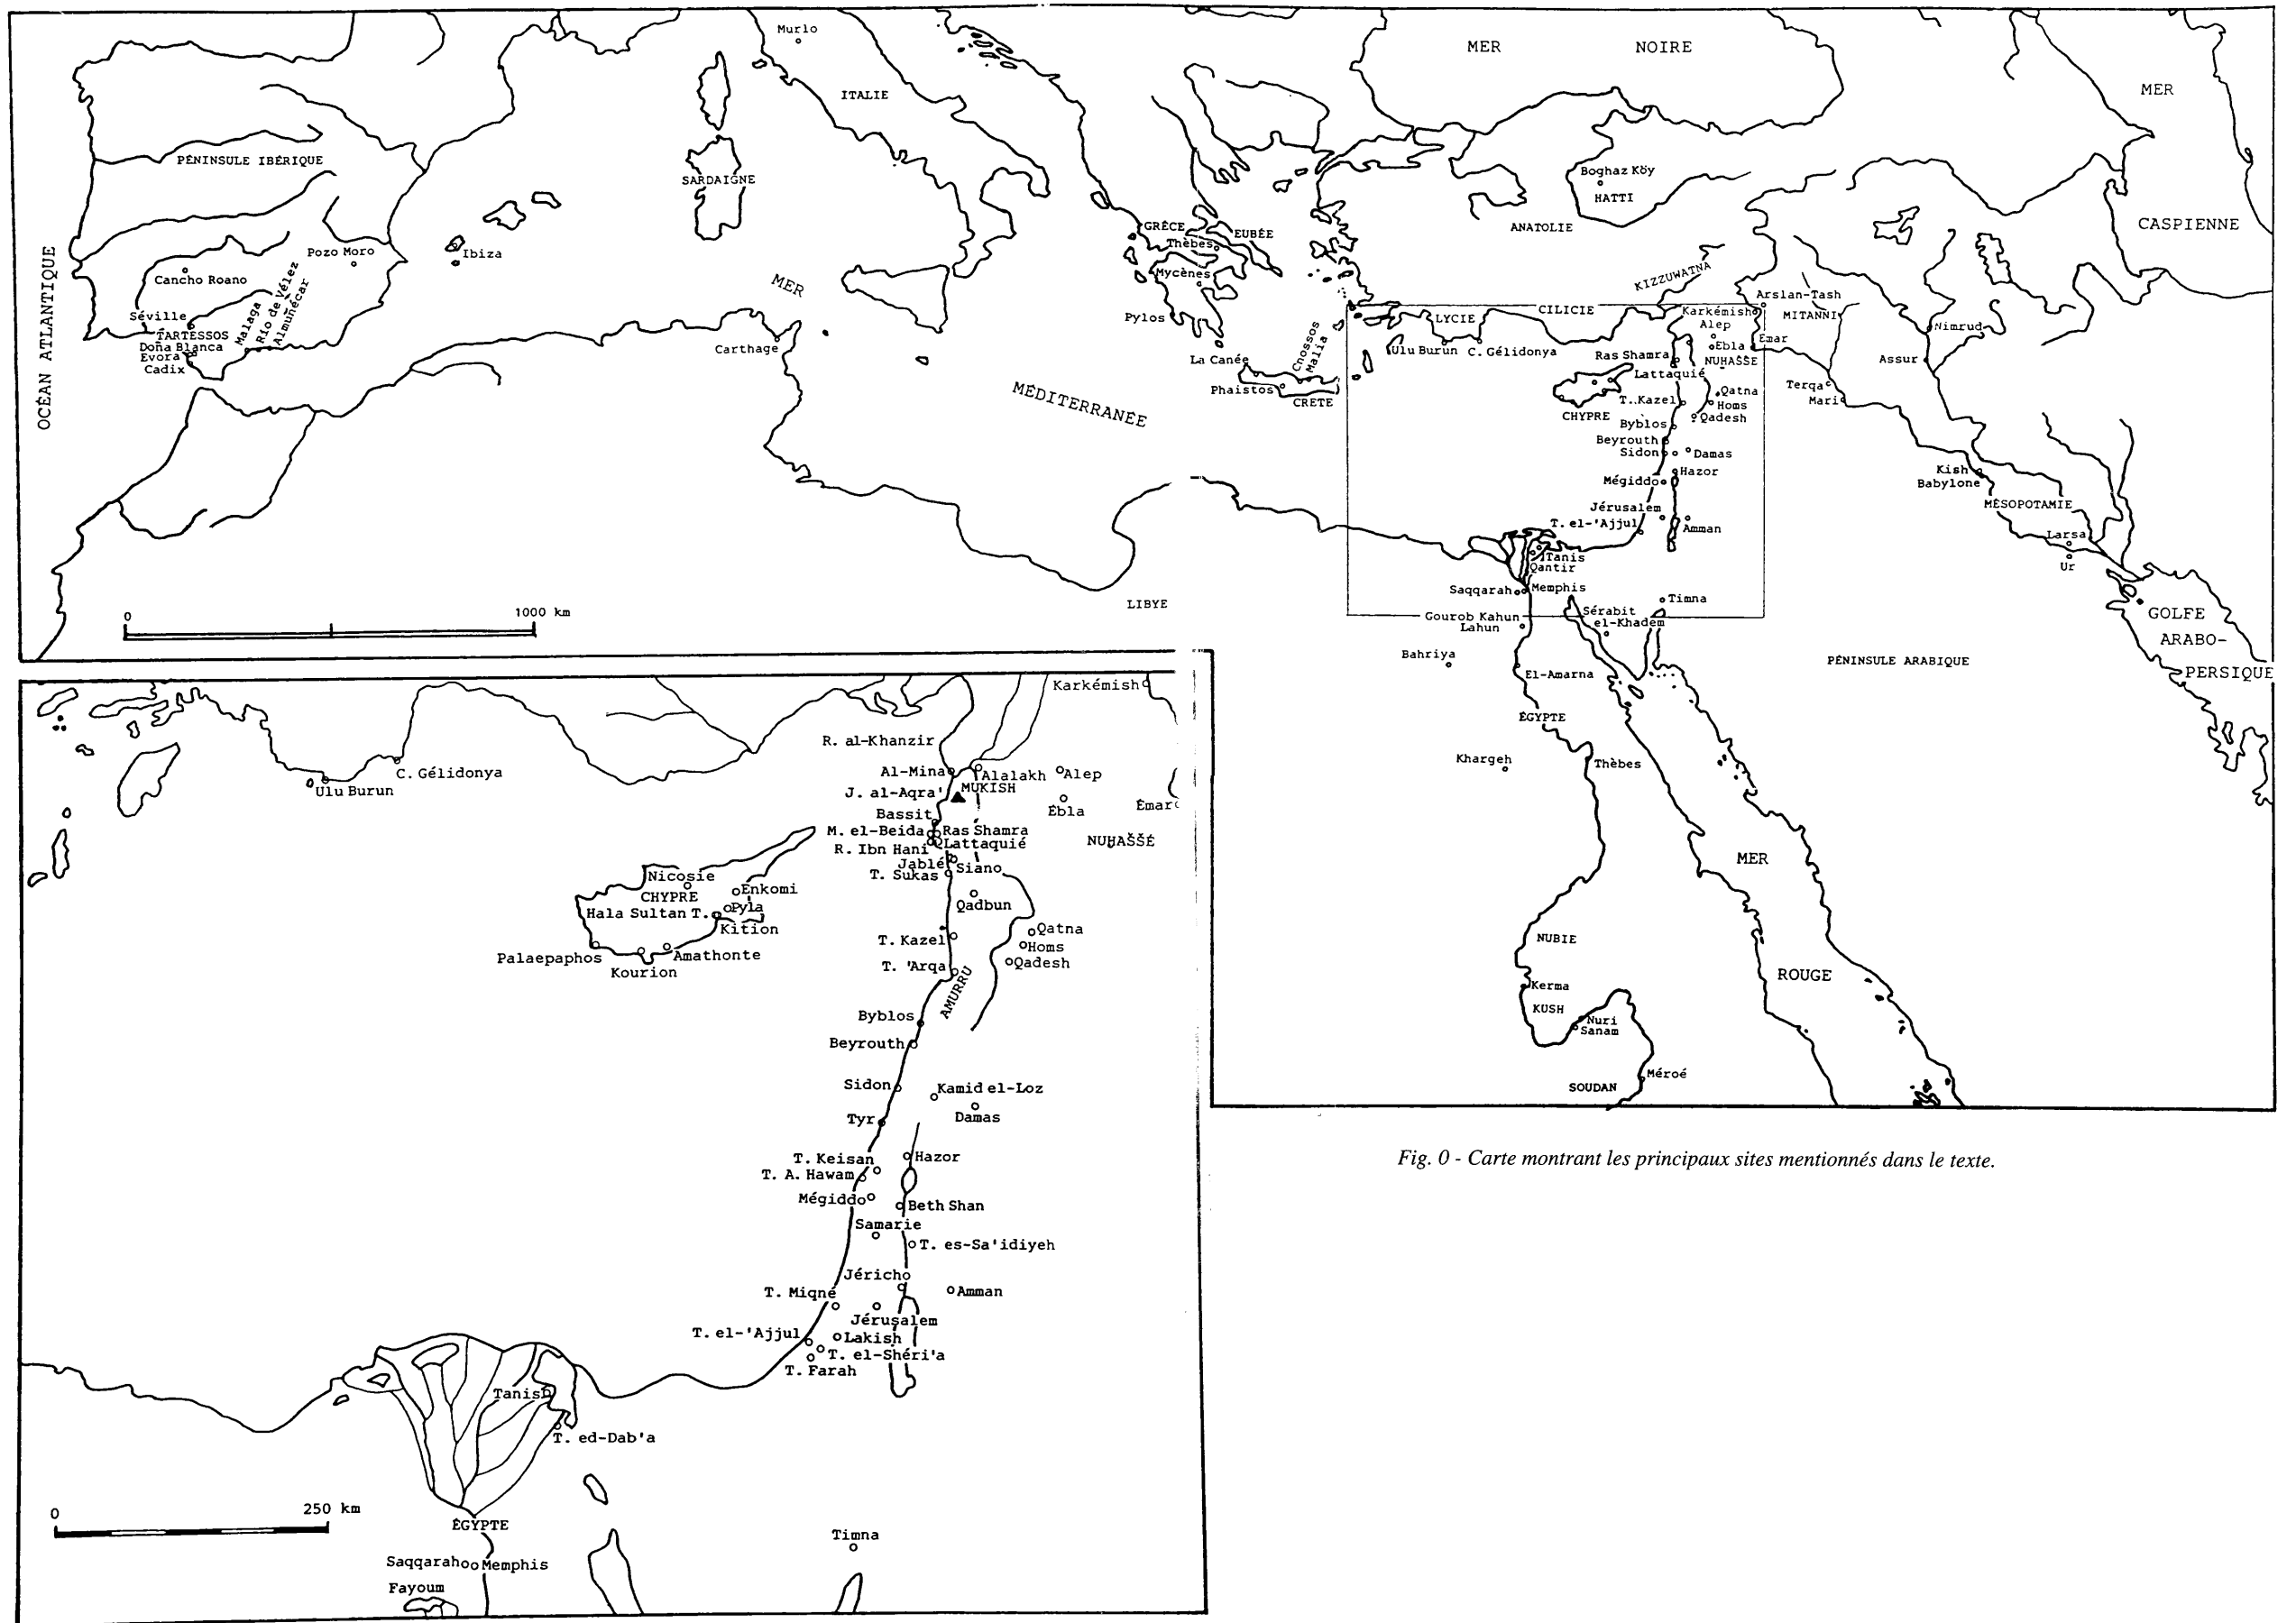 Murlo
MER NOIRE
MER
CASPIENNE
ITALIE
PÉNINSULE IBÉRIQUE
SARDAIGNE
Boghaz Köy
HATTI
ANATOLIE
GRÈCE
EUBÉE
Thèbes
Mycènes
Pylos
OCÉAN ATLANTIQUE
Pozo Moro
Ibiza
Cancho Roano
Séville
TARTESSOS
Doña Blanca
Evora
Cadix
Malaga
Rio de Vélez
Almuñécar
MER
MÉDITERRANÉE
Carthage
La Canée
Cnossos
Malia
Phaistos
CRETE
KIZZUWATNA
LYCIE
CILICIE
Ulu Burun
C. Gélidonya
Arslan-Tash
Karkémish
MITANNI
Alep
Ebla
Emar
NUHAŠŠE
Ras Shamra
Lattaquié
CHYPRE
T. Kazel
Qatna
Homs
Qadesh
Byblos
Beyrouth
Sidon
Damas
Hazor
Mégiddo
Jérusalem
T. el-'Ajjul
Amman
Nimrud
Assur
Terqa
Mari
Kish
Babylone
MÉSOPOTAMIE
Larsa
Ur
Tanis
Qantir
Saqqarah
Memphis
Timna
Gourob Kahun
Lahun
Sérabit
el-Khadem
LIBYE
0
1000 km
GOLFE
ARABO-
PERSIQUE
PÉNINSULE ARABIQUE
Bahriya
El-Amarna
ÉGYPTE
Khargeh
Thèbes
MER
ROUGE
NUBIE
Kerma
KUSH
Nuri
Sanam
Méroé
SOUDAN
Fig. 0 - Carte montrant les principaux sites mentionnés dans le texte.
Karkémish
R. al-Khanzir
C. Gélidonya
Ulu Burun
Al-Mina
Alalakh
Alep
MUKISH
J. al-Aqra'
Ébla
Émar
Bassit
M. el-Beida
Ras Shamra
R. Ibn Hani
Lattaquié
NUḪAŠŠÉ
Jablé
Siano
T. Sukas
Qadbun
Nicosie
CHYPRE
Enkomi
Pyla
Hala Sultan T.
Kition
Palaepaphos
Kourion
Amathonte
T. Kazel
Qatna
Homs
Qadesh
T. 'Arqa
AMURRU
Byblos
Beyrouth
Sidon
Kamid el-Loz
Damas
Tyr
T. Keisan
Hazor
T. A. Hawam
Mégiddo
Beth Shan
Samarie
T. es-Sa'idiyeh
Jéricho
T. Miqné
Amman
Jérusalem
T. el-'Ajjul
Lakish
T. el-Shéri'a
T. Farah
Tanis
T. ed-Dab'a
0
250 km
ÉGYPTE
Saqqarah
Memphis
Fayoum
Timna